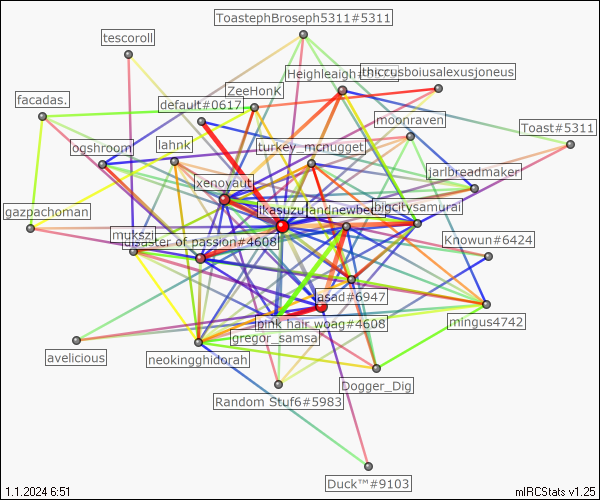 ToastephBroseph5311#5311
tescoroll
Heighleaigh
thiccusboiusalexusjoneus
ZeeHonK
facadas.
default#0617
moonraven
Toast#5311
ogshroom
lahnk
turkey_mcnugget
jarlbreadmaker
xenoyaut
gazpachoman
ikasuzu
landnewbee
bigcitysamurai
mukszi
disaster of passion#4608
Knowun#6424
asad#6947
pink hair woag#4608
mingus4742
gregor_samsa
avelicious
neokingghidorah
Dogger_Dig
Random Stuf6#5983
Duck™#9103
1.1.2024 6:51
mIRCStats v1.25